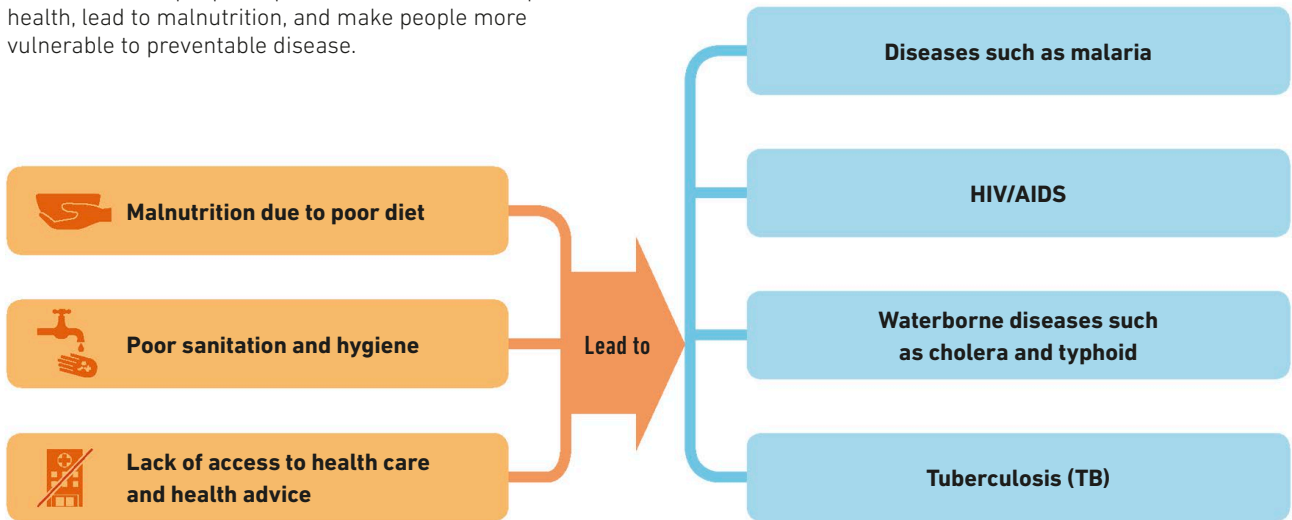 health, lead to malnutrition, and make people more
vulnerable to preventable disease.
Malnutrition due to poor diet
Poor sanitation and hygiene
Lack of access to health care
and health advice
Lead to
Diseases such as malaria
HIV/AIDS
Waterborne diseases such
as cholera and typhoid
Tuberculosis (TB)